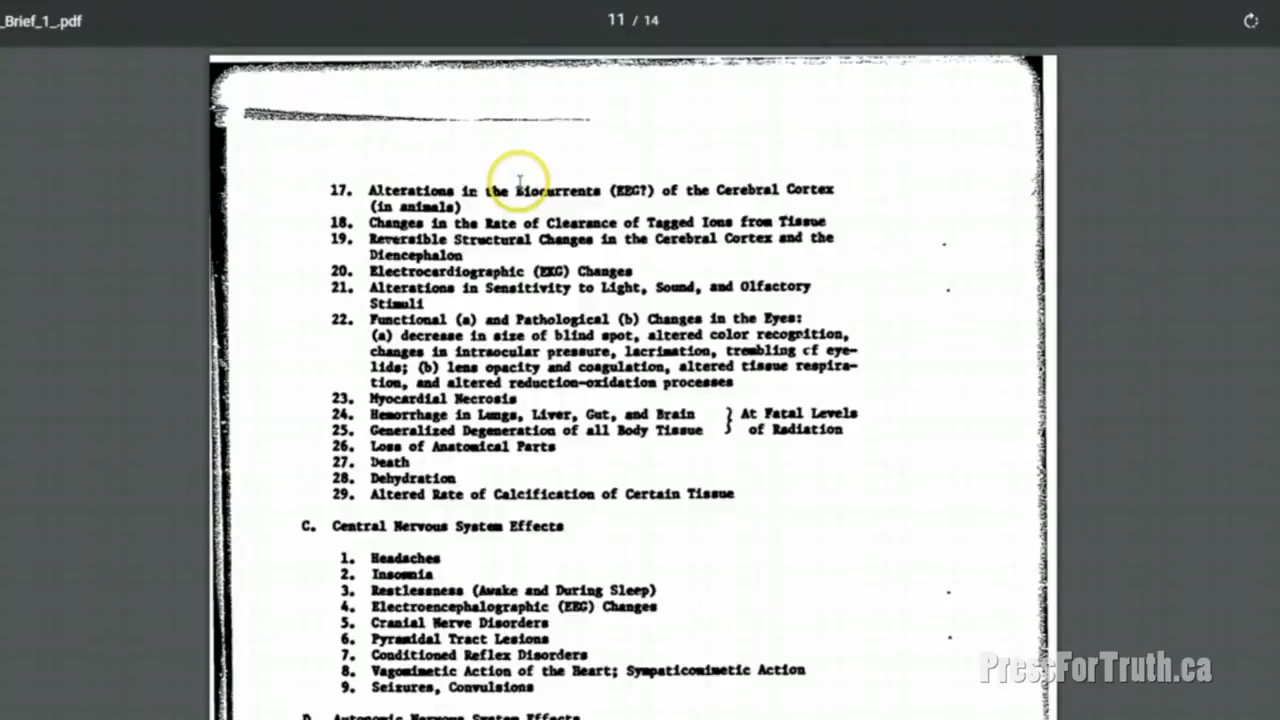 _Brief_1_.pdf
11 / 14
17. Alterations in the Biocurrents (EEG?) of the Cerebral Cortex
(in animals)
18. Changes in the Rate of Clearance of Tagged Ions from Tissue
19. Reversible Structural Changes in the Cerebral Cortex and the
Diencephalon
20. Electrocardiographic (EKG) Changes
21. Alterations in Sensitivity to Light, Sound, and Olfactory
Stimuli
22. Functional (a) and Pathological (b) Changes in the Eyes:
(a) decrease in size of blind spot, altered color recognition,
changes in intraocular pressure, lacrimation, trembling of eye-
lids; (b) lens opacity and coagulation, altered tissue respira-
tion, and altered reduction-oxidation processes
23. Myocardial Necrosis
24. Hemorrhage in Lungs, Liver, Gut, and Brain } At Fatal Levels
25. Generalized Degeneration of all Body Tissue } of Radiation
26. Loss of Anatomical Parts
27. Death
28. Dehydration
29. Altered Rate of Calcification of Certain Tissue
C. Central Nervous System Effects
1. Headaches
2. Insomnia
3. Restlessness (Awake and During Sleep)
4. Electroencephalographic (EEG) Changes
5. Cranial Nerve Disorders
6. Pyramidal Tract Lesions
7. Conditioned Reflex Disorders
8. Vagomimetic Action of the Heart; Sympaticomimetic Action
9. Seizures, Convulsions
D. Autonomic Nervous System Effects
PressForTruth.ca